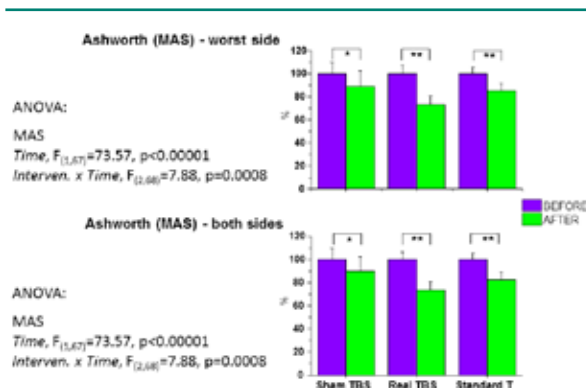 Ashworth (MAS) - worst side
120
100
80
60
40
20
0
%
* ** **
ANOVA:
MAS
Time, F(1,67)=73.57, p<0.00001
Interven. x Time, F(2,68)=7.88, p=0.0008
BEFORD
AFTER
Ashworth (MAS) - both sides
120
100
80
60
40
20
0
%
* ** **
ANOVA:
MAS
Time, F(1,67)=73.57, p<0.00001
Interven. x Time, F(2,68)=7.88, p=0.0008
Sham TBS Real TBS Standard T